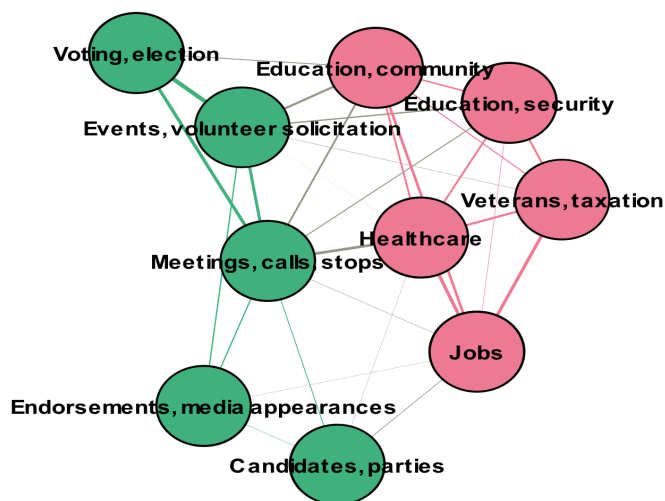 Voting, election
Education, community
Education, security
Events, volunteer solicitation
Veterans, taxation
Healthcare
Meetings, calls, stops
Jobs
Endorsements, media appearances
Candidates, parties